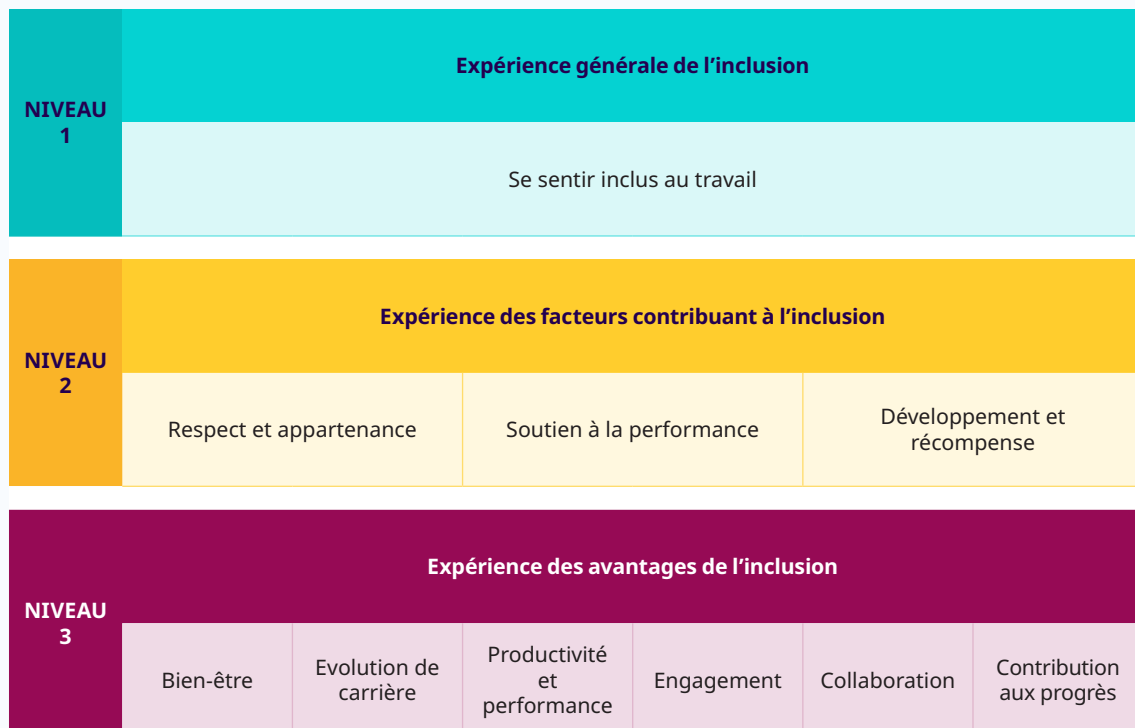 Expérience générale de l’inclusion
NIVEAU
1
Se sentir inclus au travail
Expérience des facteurs contribuant à l’inclusion
NIVEAU
2
Respect et appartenance
Soutien à la performance
Développement et
récompense
Expérience des avantages de l’inclusion
NIVEAU
3
Bien-être
Evolution de
carrière
Productivité
et
performance
Engagement
Collaboration
Contribution
aux progrès